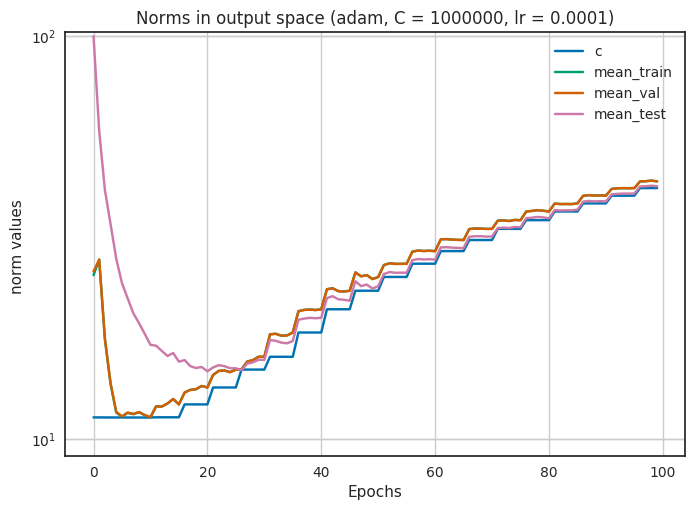 Norms in output space (adam, C = 1000000, lr = 0.0001)
c
mean_train
mean_val
mean_test
norm values
10²
10¹
0
20
40
60
80
100
Epochs